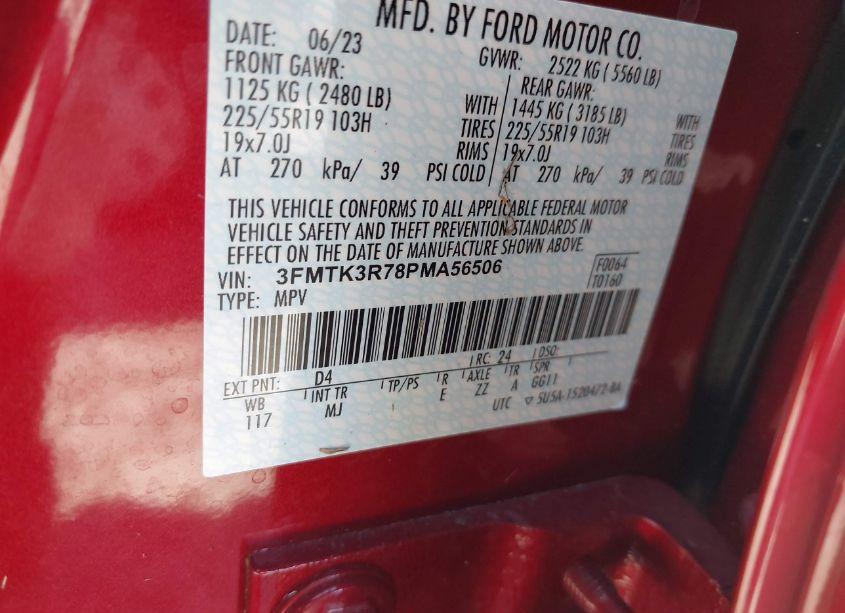 MFD. BY FORD MOTOR CO.
DATE: 06/23 GVWR: 2522 KG ( 5560 LB)
FRONT GAWR: REAR GAWR:
1125 KG ( 2480 LB) WITH 1445 KG ( 3185 LB) WITH
225/55R19 103H TIRES 225/55R19 103H TIRES
19x7.0J RIMS 19x7.0J RIMS
AT 270 kPa/ 39 PSI COLD AT 270 kPa/ 39 PSI COLD
THIS VEHICLE CONFORMS TO ALL APPLICABLE FEDERAL MOTOR
VEHICLE SAFETY AND THEFT PREVENTION STANDARDS IN
EFFECT ON THE DATE OF MANUFACTURE SHOWN ABOVE.
VIN: 3FMTK3R78PMA56506 F0064
TYPE: MPV T0160
EXT PNT: D4 RC: 24 DSO:
WB INT TR TP/PS R AXLE TR SPR
117 MJ E ZZ A GG11
UTC ▽ 5U5A-1520472-BA